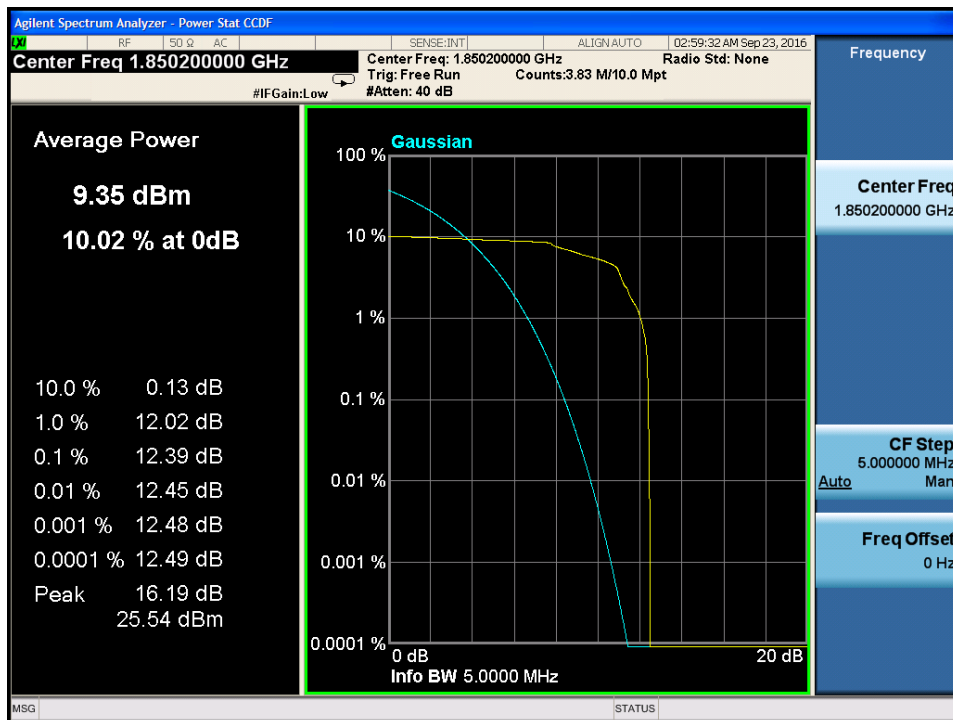 Agilent Spectrum Analyzer - Power Stat CCDF
LXI RF 50 Ω AC SENSE:INT ALIGN AUTO 02:59:32 AM Sep 23, 2016
Center Freq 1.850200000 GHz
#IFGain:Low
Center Freq: 1.850200000 GHz Radio Std: None
Trig: Free Run Counts:3.83 M/10.0 Mpt
#Atten: 40 dB
Average Power
9.35 dBm
10.02 % at 0dB
10.0 % 0.13 dB
1.0 % 12.02 dB
0.1 % 12.39 dB
0.01 % 12.45 dB
0.001 % 12.48 dB
0.0001 % 12.49 dB
Peak 16.19 dB
25.54 dBm
Gaussian
100 %
10 %
1 %
0.1 %
0.01 %
0.001 %
0.0001 %
0 dB 20 dB
Info BW 5.0000 MHz
Frequency
Center Freq
1.850200000 GHz
CF Step
5.000000 MHz
Auto Man
Freq Offset
0 Hz
MSG STATUS